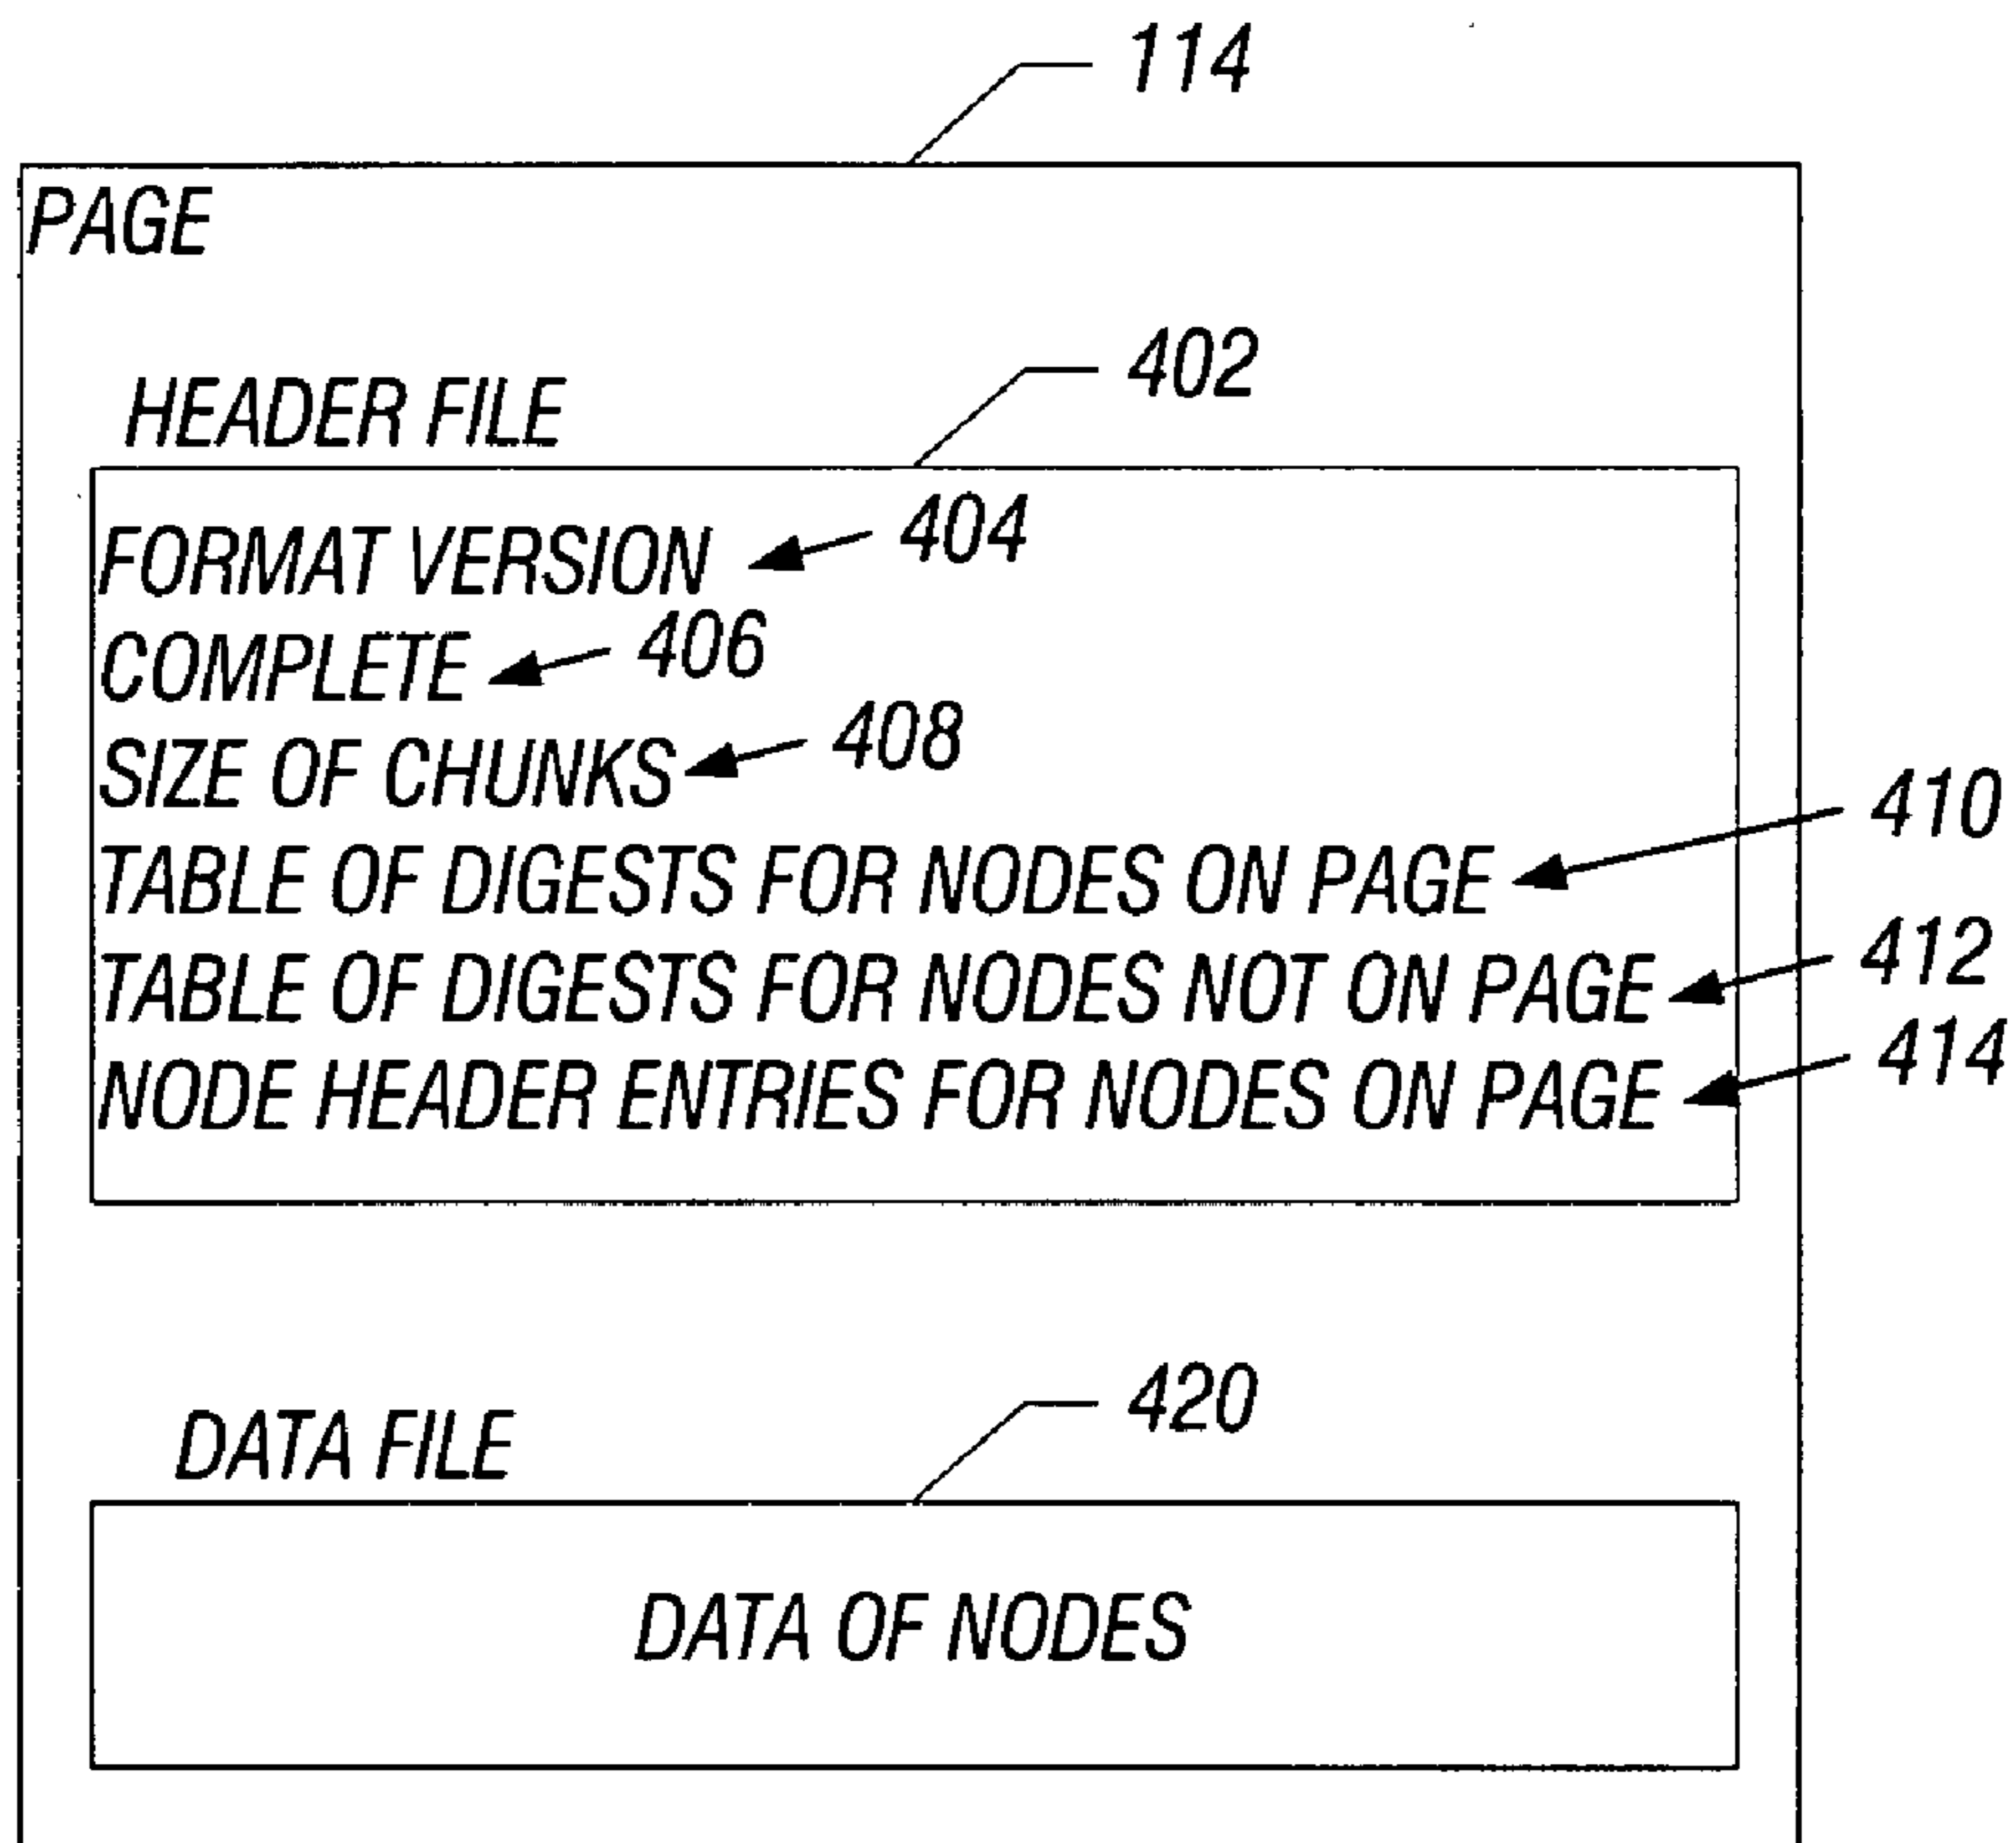 114
PAGE
402
HEADER FILE
FORMAT VERSION 404
COMPLETE 406
SIZE OF CHUNKS 408
TABLE OF DIGESTS FOR NODES ON PAGE 410
TABLE OF DIGESTS FOR NODES NOT ON PAGE 412
NODE HEADER ENTRIES FOR NODES ON PAGE 414
420
DATA FILE
DATA OF NODES